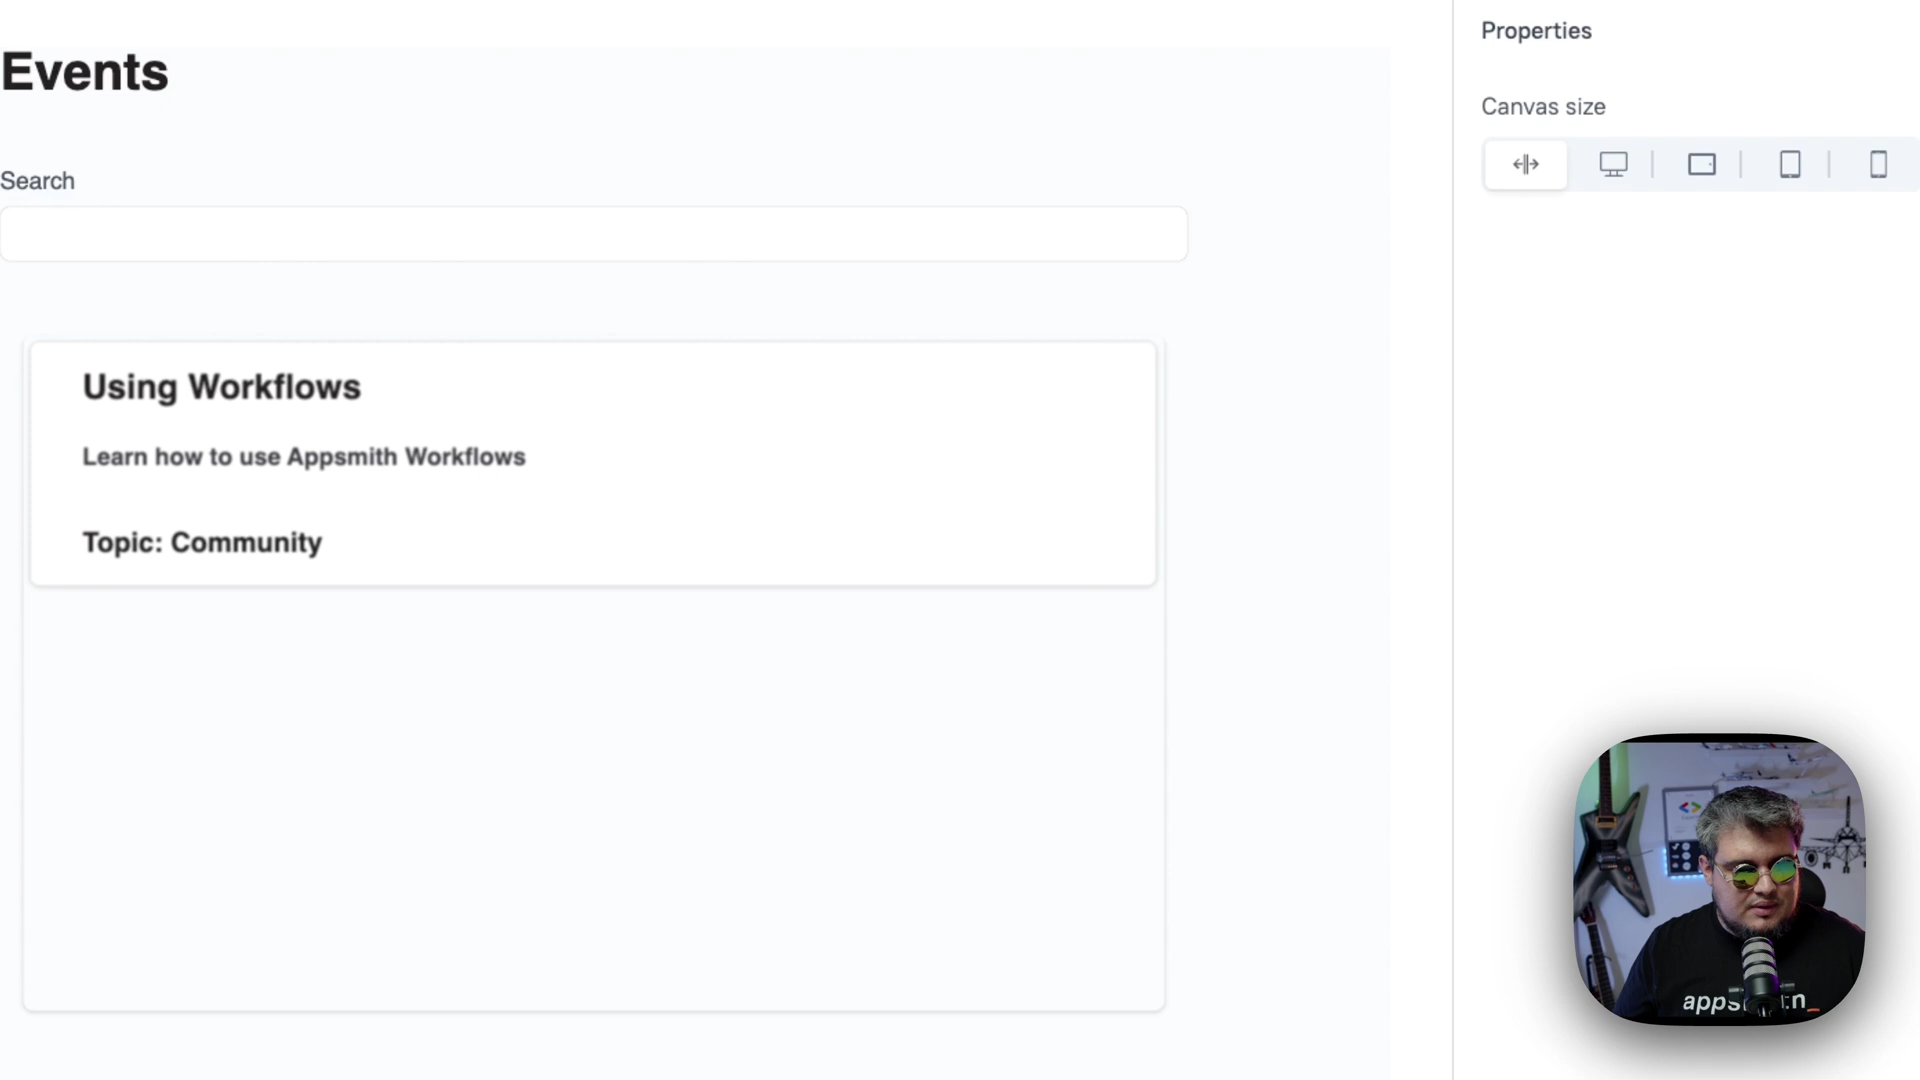 Properties
Events
Canvas size
Search
Using Workflows
Learn how to use Appsmith Workflows
Topic: Community